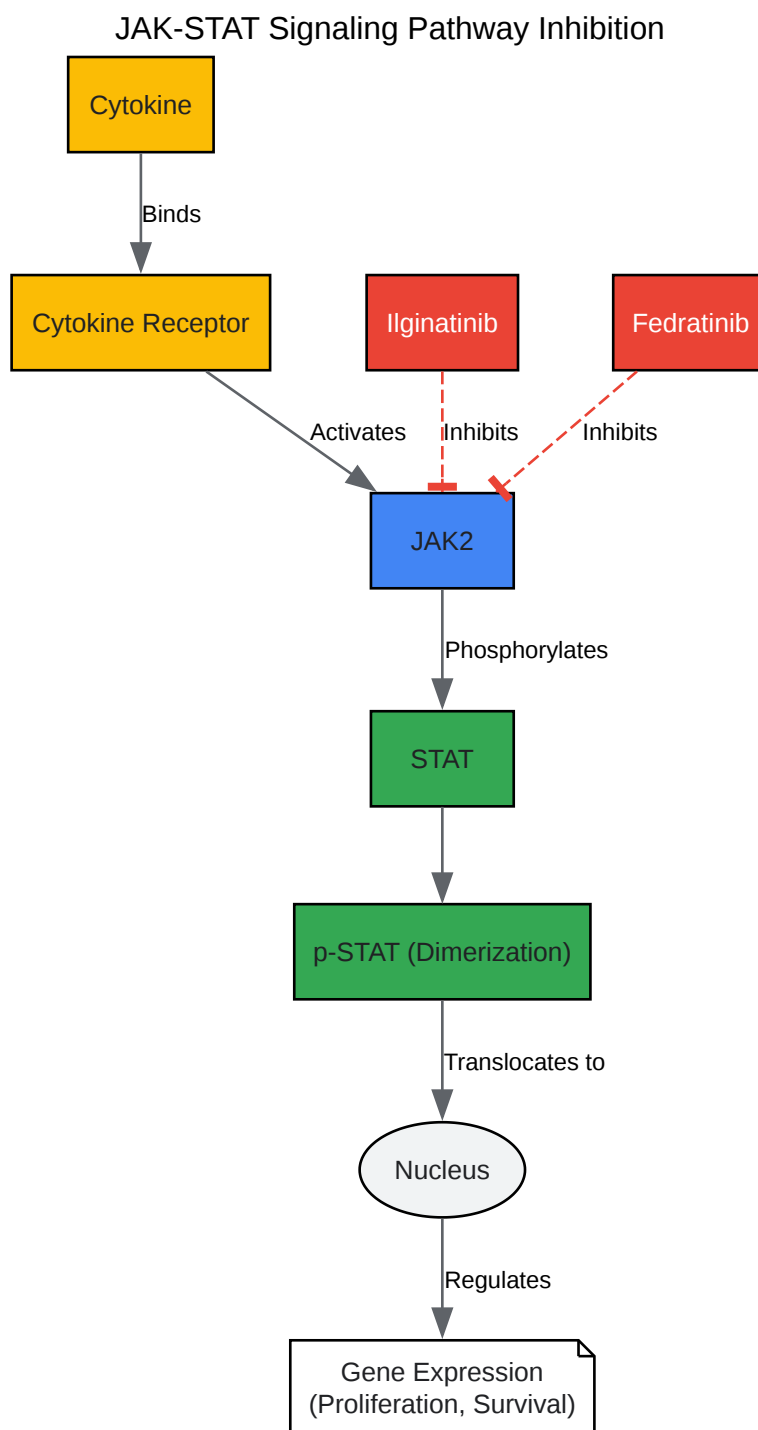 JAK-STAT Signaling Pathway Inhibition
Cytokine
Binds
Cytokine Receptor
Ilginatinib
Fedratinib
Activates
Inhibits
Inhibits
JAK2
Phosphorylates
STAT
p-STAT (Dimerization)
Translocates to
Nucleus
Regulates
Gene Expression
(Proliferation, Survival)